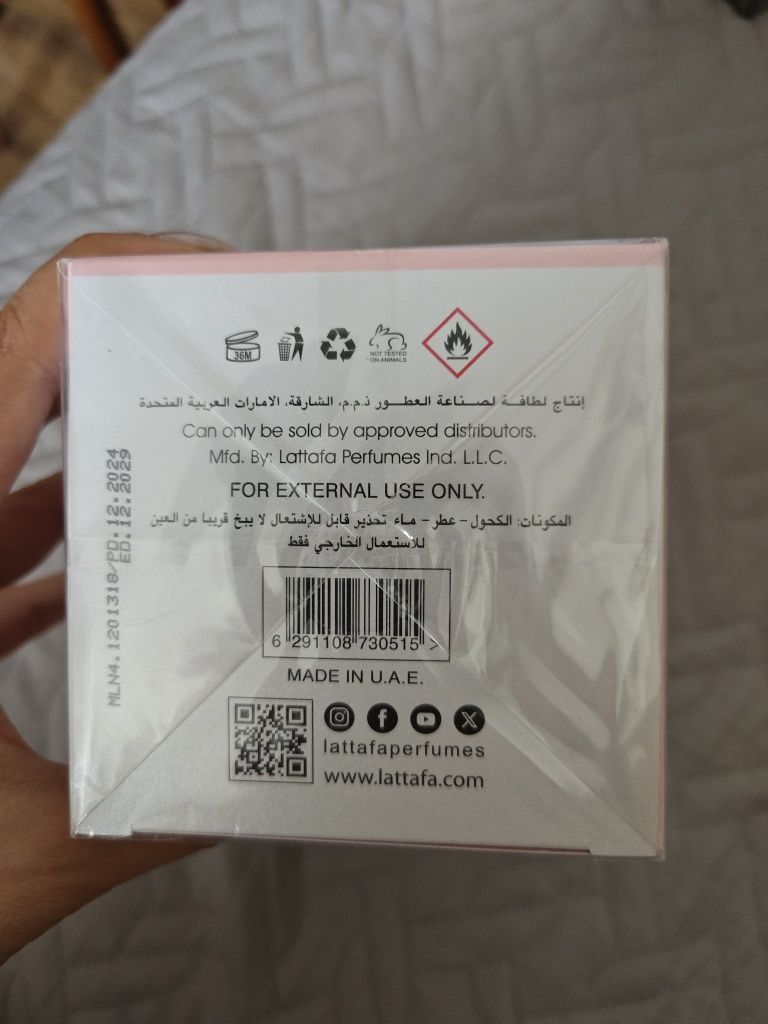 36M
NOT TESTED
ON ANIMALS
إنتاج لطافة لصناعة العطور ذ.م.م، الشارقة، الامارات العربية المتحدة
Can only be sold by approved distributors.
Mfd. By: Lattafa Perfumes Ind. L.L.C.
FOR EXTERNAL USE ONLY.
المكونات: الكحول - عطر - ماء تحذير قابل للإشتعال لا يبخ قريبا من العين
للاستعمال الخارجي فقط
6 291108 730515 >
MADE IN U.A.E.
lattafaperfumes
www.lattafa.com
MLN4.1201318/PD:12.2024
ED.12.2029